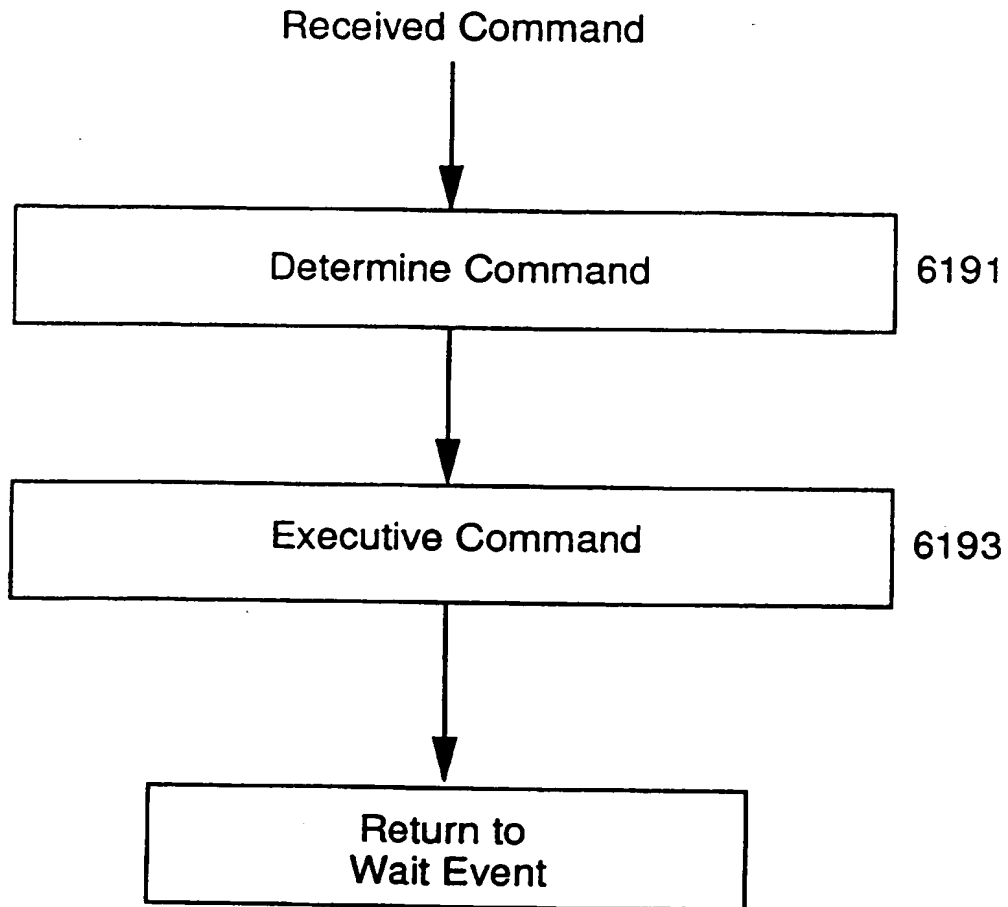 Received Command
Determine Command 6191
Executive Command 6193
Return to
Wait Event